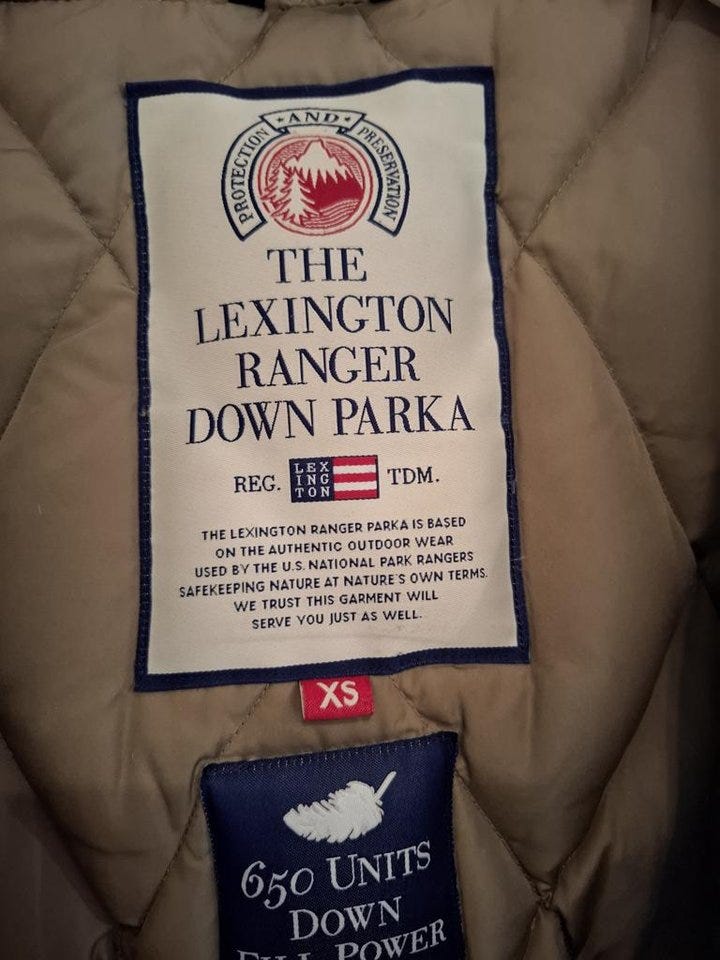 PROTECTION ★ AND ★ PRESERVATION
THE
LEXINGTON
RANGER
DOWN PARKA
REG. LEX TDM.
ING
TON
THE LEXINGTON RANGER PARKA IS BASED
ON THE AUTHENTIC OUTDOOR WEAR
USED BY THE U.S. NATIONAL PARK RANGERS
SAFEKEEPING NATURE AT NATURE'S OWN TERMS.
WE TRUST THIS GARMENT WILL
SERVE YOU JUST AS WELL.
XS
650 UNITS
DOWN
FILL POWER